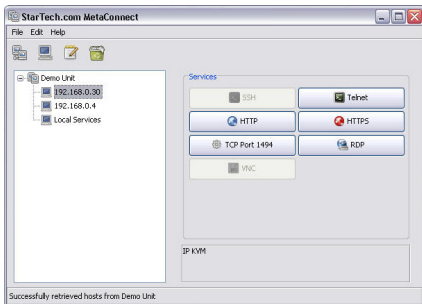 StarTech.com MetaConnect
File Edit Help
Demo Unit
192.168.0.30
192.168.0.4
Local Services
Services
SSH
Telnet
HTTP
HTTPS
TCP Port 1494
RDP
VNC
IP KVM
Successfully retrieved hosts from Demo Unit